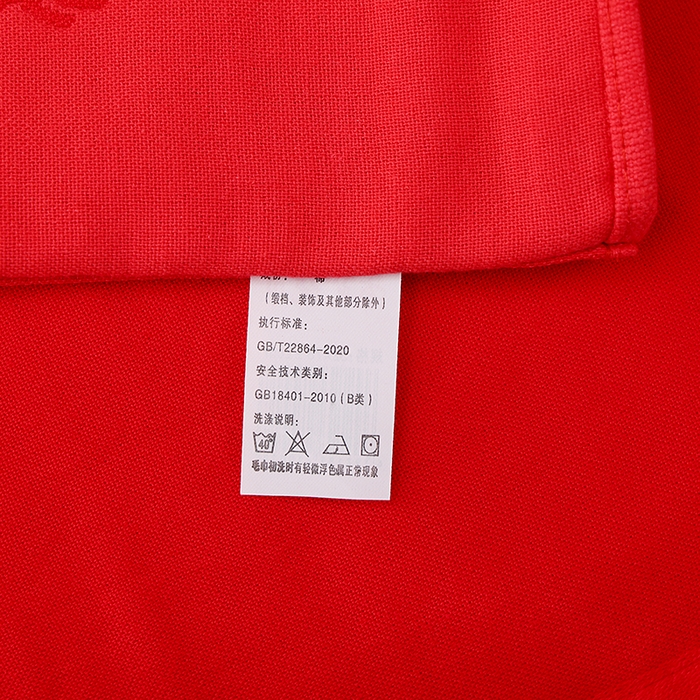 棉
（缎档、装饰及其他部分除外）
执行标准：
GB/T22864-2020
安全技术类别：
GB18401-2010（B类）
洗涤说明：
40
毛巾初洗时有轻微浮色属正常现象